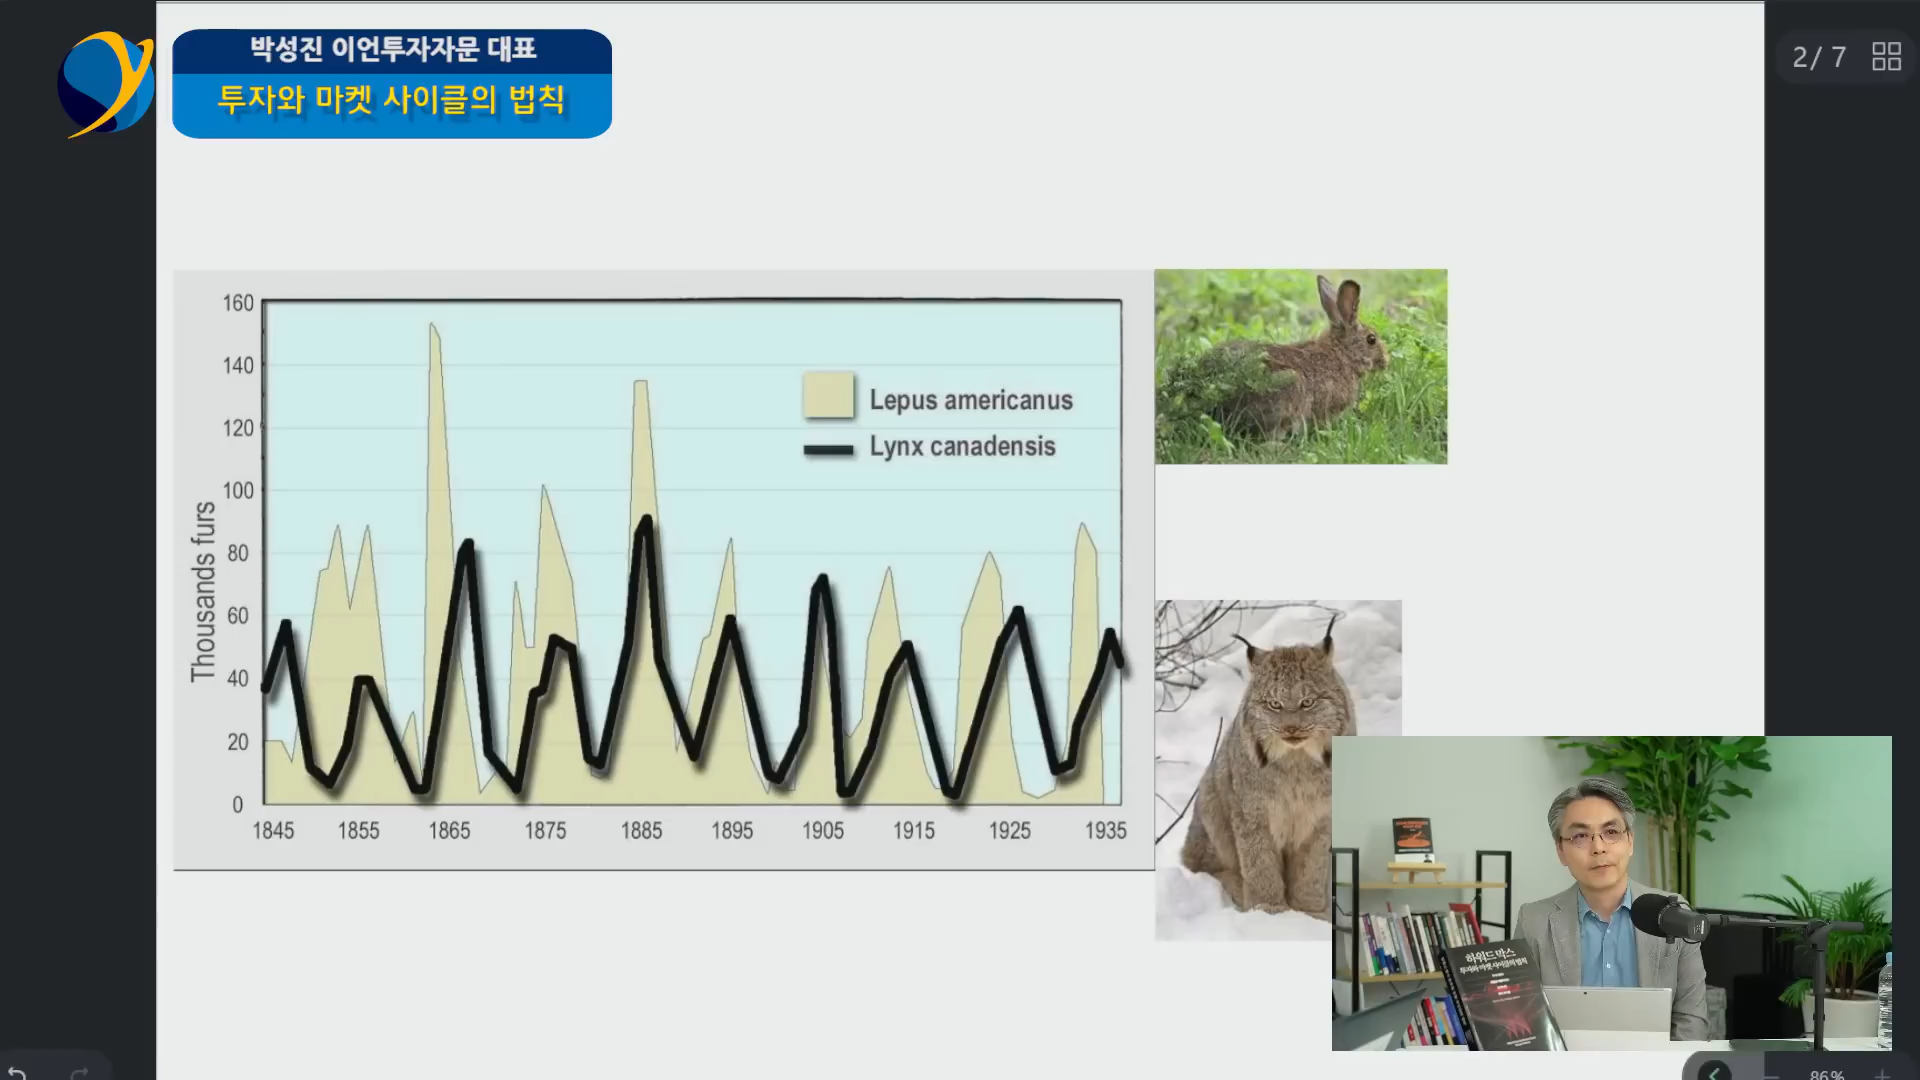 박성진 이언투자자문 대표
투자와 마켓 사이클의 법칙
2/ 7
160
140
120
100
80
60
40
20
0
Thousands furs
Lepus americanus
Lynx canadensis
1845 1855 1865 1875 1885 1895 1905 1915 1925 1935
하워드 막스
투자와 마켓 사이클의 법칙
86%